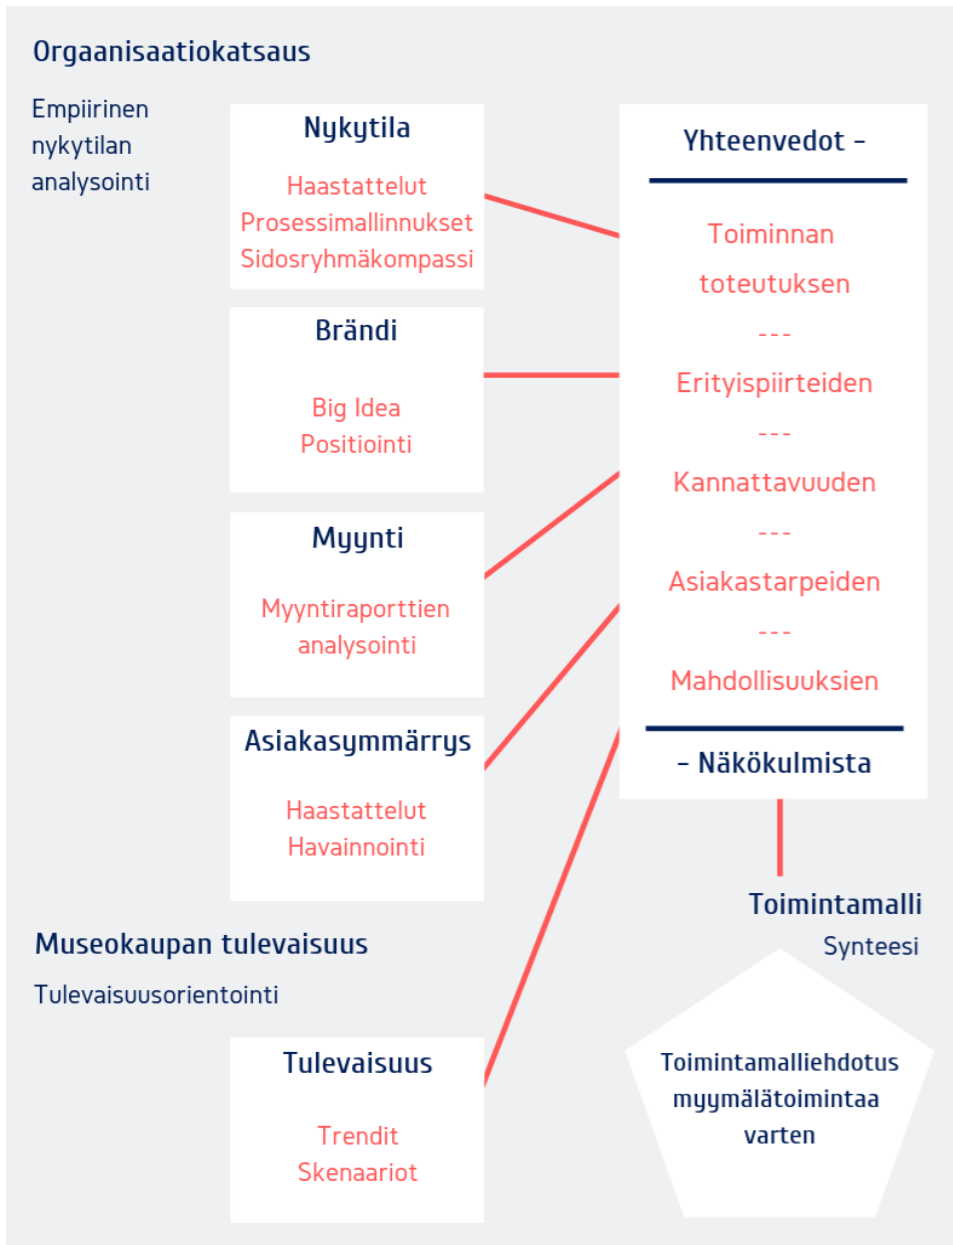 Orgaanisaatiokatsaus
Empiirinen
nykytilan
analysointi
Nykytila
Haastattelut
Prosessimallinnukset
Sidosryhmäkompassi
Brändi
Big Idea
Positiointi
Myynti
Myyntiraporttien
analysointi
Asiakasymmärrys
Haastattelut
Havainnointi
Museokaupan tulevaisuus
Tulevaisuusorientointi
Tulevaisuus
Trendit
Skenaariot
Yhteenvedot -
Toiminnan
toteutuksen
---
Erityispiirteiden
---
Kannattavuuden
---
Asiakastarpeiden
---
Mahdollisuuksien
- Näkökulmista
Toimintamalli
Synteesi
Toimintamalliehdotus
myymälätoimintaa
varten